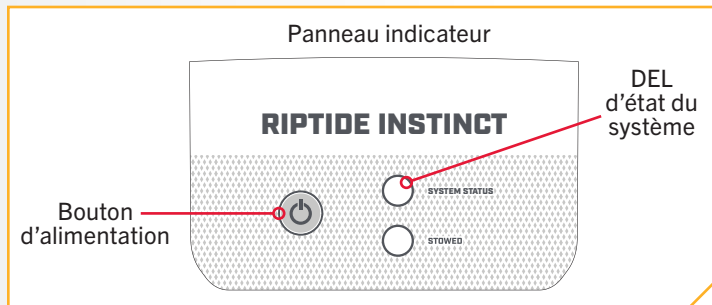 Panneau indicateur
DEL
d'état du
système
RIPTIDE INSTINCT
SYSTEM STATUS
Bouton
d'alimentation
STOWED